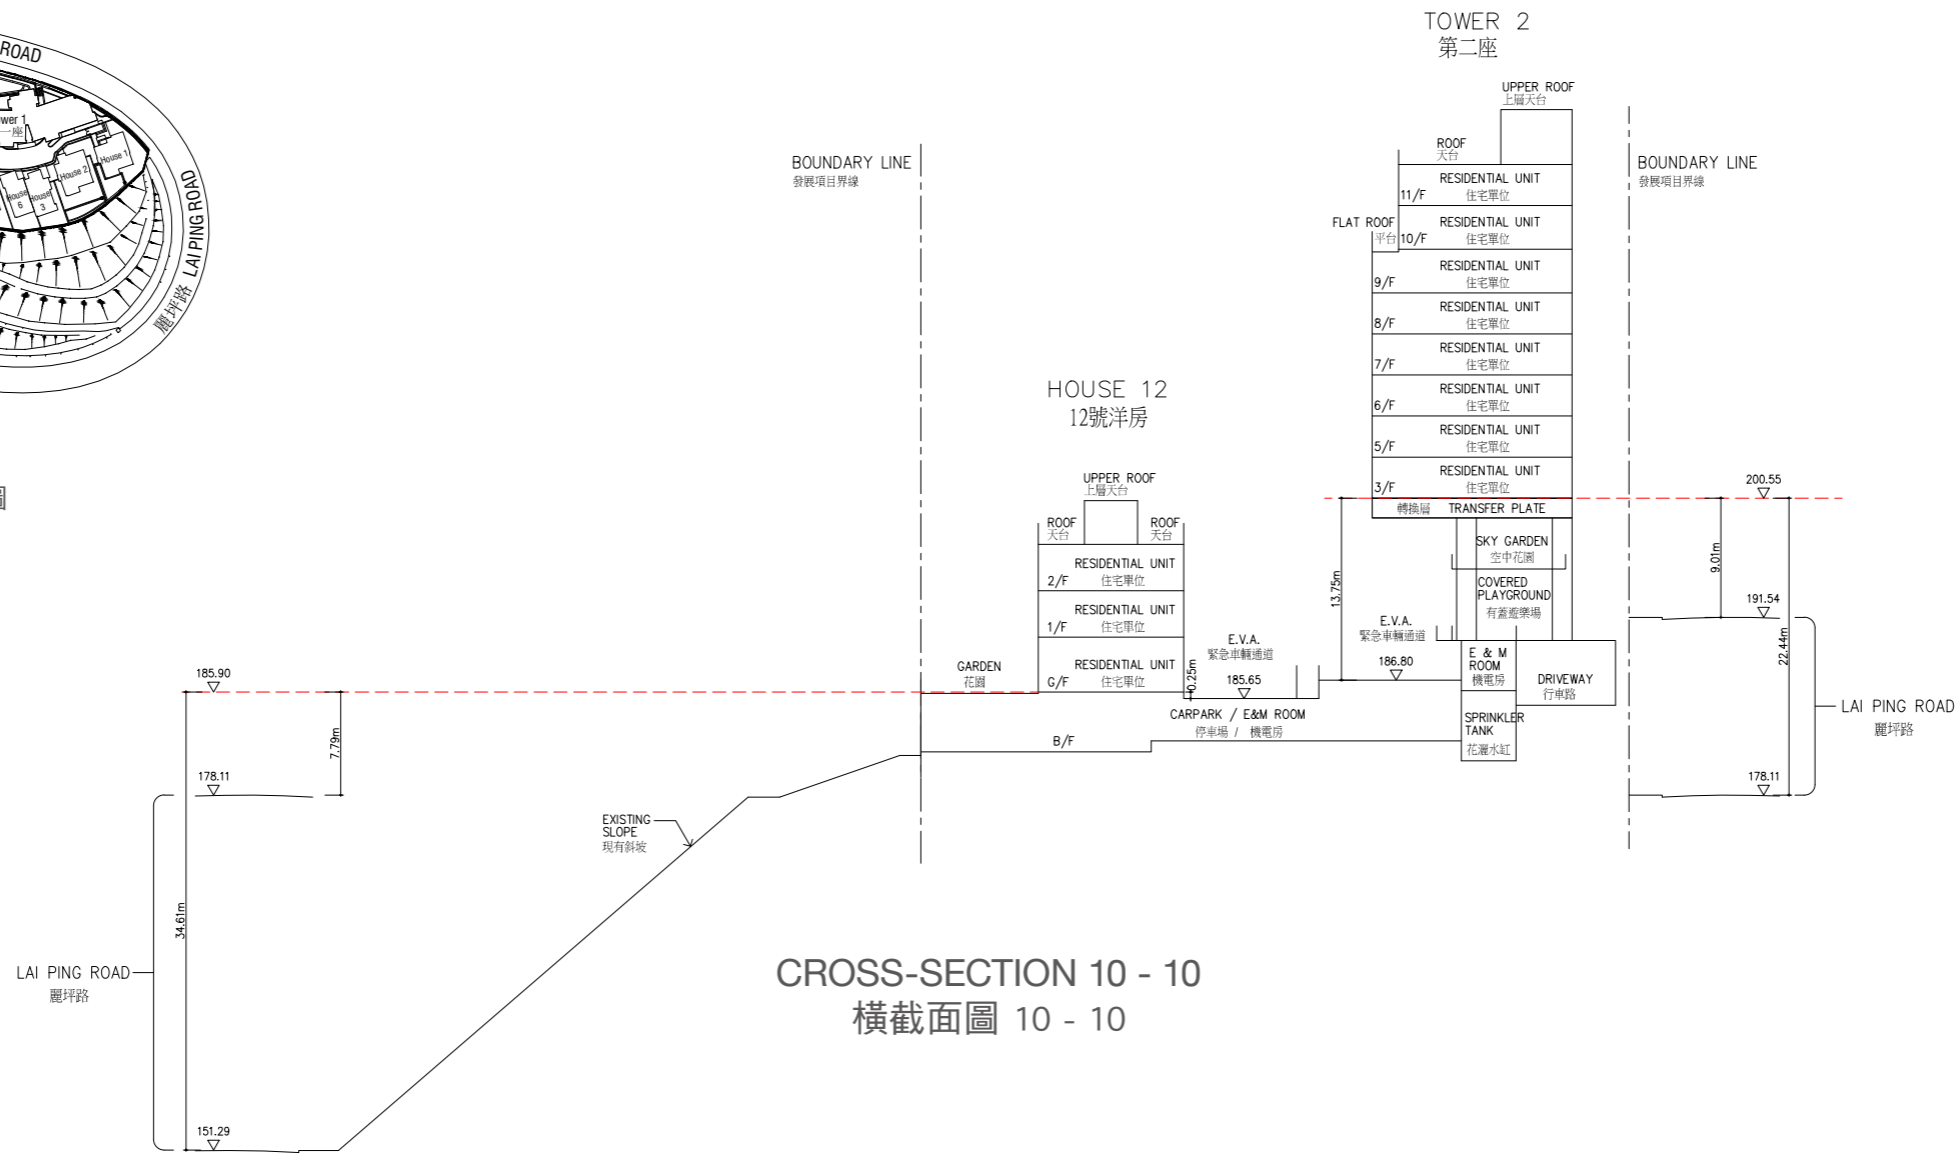 ROAD
wer 1
一座
House 1
House 2
House 3
House 6
麗坪路 LAI PING ROAD
圖
TOWER 2
第二座
UPPER ROOF
上層天台
ROOF
天台
BOUNDARY LINE
發展項目界線
BOUNDARY LINE
發展項目界線
RESIDENTIAL UNIT
11/F 住宅單位
FLAT ROOF
平台
RESIDENTIAL UNIT
10/F 住宅單位
RESIDENTIAL UNIT
9/F 住宅單位
RESIDENTIAL UNIT
8/F 住宅單位
RESIDENTIAL UNIT
7/F 住宅單位
RESIDENTIAL UNIT
6/F 住宅單位
RESIDENTIAL UNIT
5/F 住宅單位
RESIDENTIAL UNIT
3/F 住宅單位
轉換層 TRANSFER PLATE
SKY GARDEN
空中花園
COVERED
PLAYGROUND
有蓋遊樂場
E & M
ROOM
機電房
DRIVEWAY
行車路
SPRINKLER
TANK
花灑水缸
HOUSE 12
12號洋房
UPPER ROOF
上層天台
ROOF
天台
ROOF
天台
RESIDENTIAL UNIT
2/F 住宅單位
RESIDENTIAL UNIT
1/F 住宅單位
RESIDENTIAL UNIT
G/F 住宅單位
GARDEN
花園
0.25m
E.V.A.
緊急車輛通道
185.65
13.75m
E.V.A.
緊急車輛通道
186.80
CARPARK / E&M ROOM
停車場 / 機電房
B/F
200.55
9.01m
191.54
22.44m
178.11
LAI PING ROAD
麗坪路
185.90
7.79m
178.11
34.61m
EXISTING
SLOPE
現有斜坡
LAI PING ROAD
麗坪路
151.29
CROSS-SECTION 10 - 10
橫截面圖 10 - 10